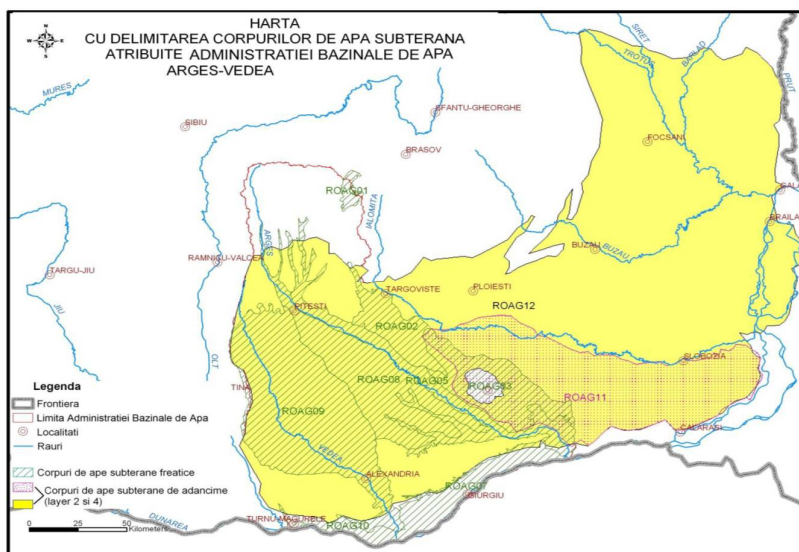 HARTA
CU DELIMITAREA CORPURILOR DE APA SUBTERANA
ATRIBUITE ADMINISTRATIEI BAZINALE DE APA
ARGES-VEDEA
SIRET
TROTUS
BARLAD
PRUT
MURES
SIBIU
SFANTU-GHEORGHE
BRASOV
FOCSANI
ROAG01
IALOMITA
ARGES
BRAILA
BUZAU
BUZAU
RAMNICU-VALCEA
TARGU-JIU
JIU
OLT
TARGOVISTE
PLOIESTI
PITESTI
ROAG12
ROAG02
SLOBOZIA
ROAG08
ROAG05
ROAG03
ROAG11
TINA
ROAG09
CALARASI
VEDEA
ALEXANDRIA
ROAG07
GIURGIU
TURNU-MAGURELE
ROAG10
DUNAREA
Legenda
Frontiera
Limita Administratiei Bazinale de Apa
Localitati
Rauri
Corpuri de ape subterane freatice
Corpuri de ape subterane de adancime
(layer 2 si 4)
0 25 50
Kilometers